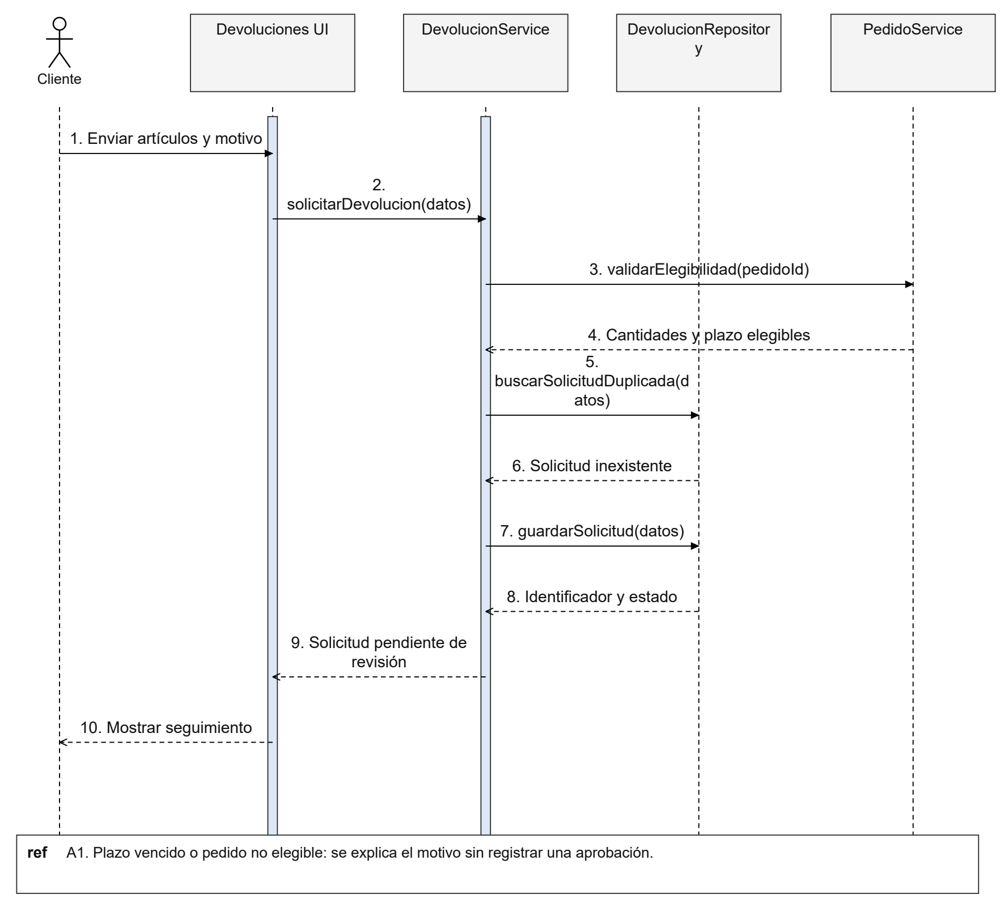 Cliente
Devoluciones UI
DevolucionService
DevolucionRepositor
y
PedidoService
1. Enviar artículos y motivo
2.
solicitarDevolucion(datos)
3. validarElegibilidad(pedidoId)
4. Cantidades y plazo elegibles
5.
buscarSolicitudDuplicada(d
atos)
6. Solicitud inexistente
7. guardarSolicitud(datos)
8. Identificador y estado
9. Solicitud pendiente de
revisión
10. Mostrar seguimiento
ref A1. Plazo vencido o pedido no elegible: se explica el motivo sin registrar una aprobación.